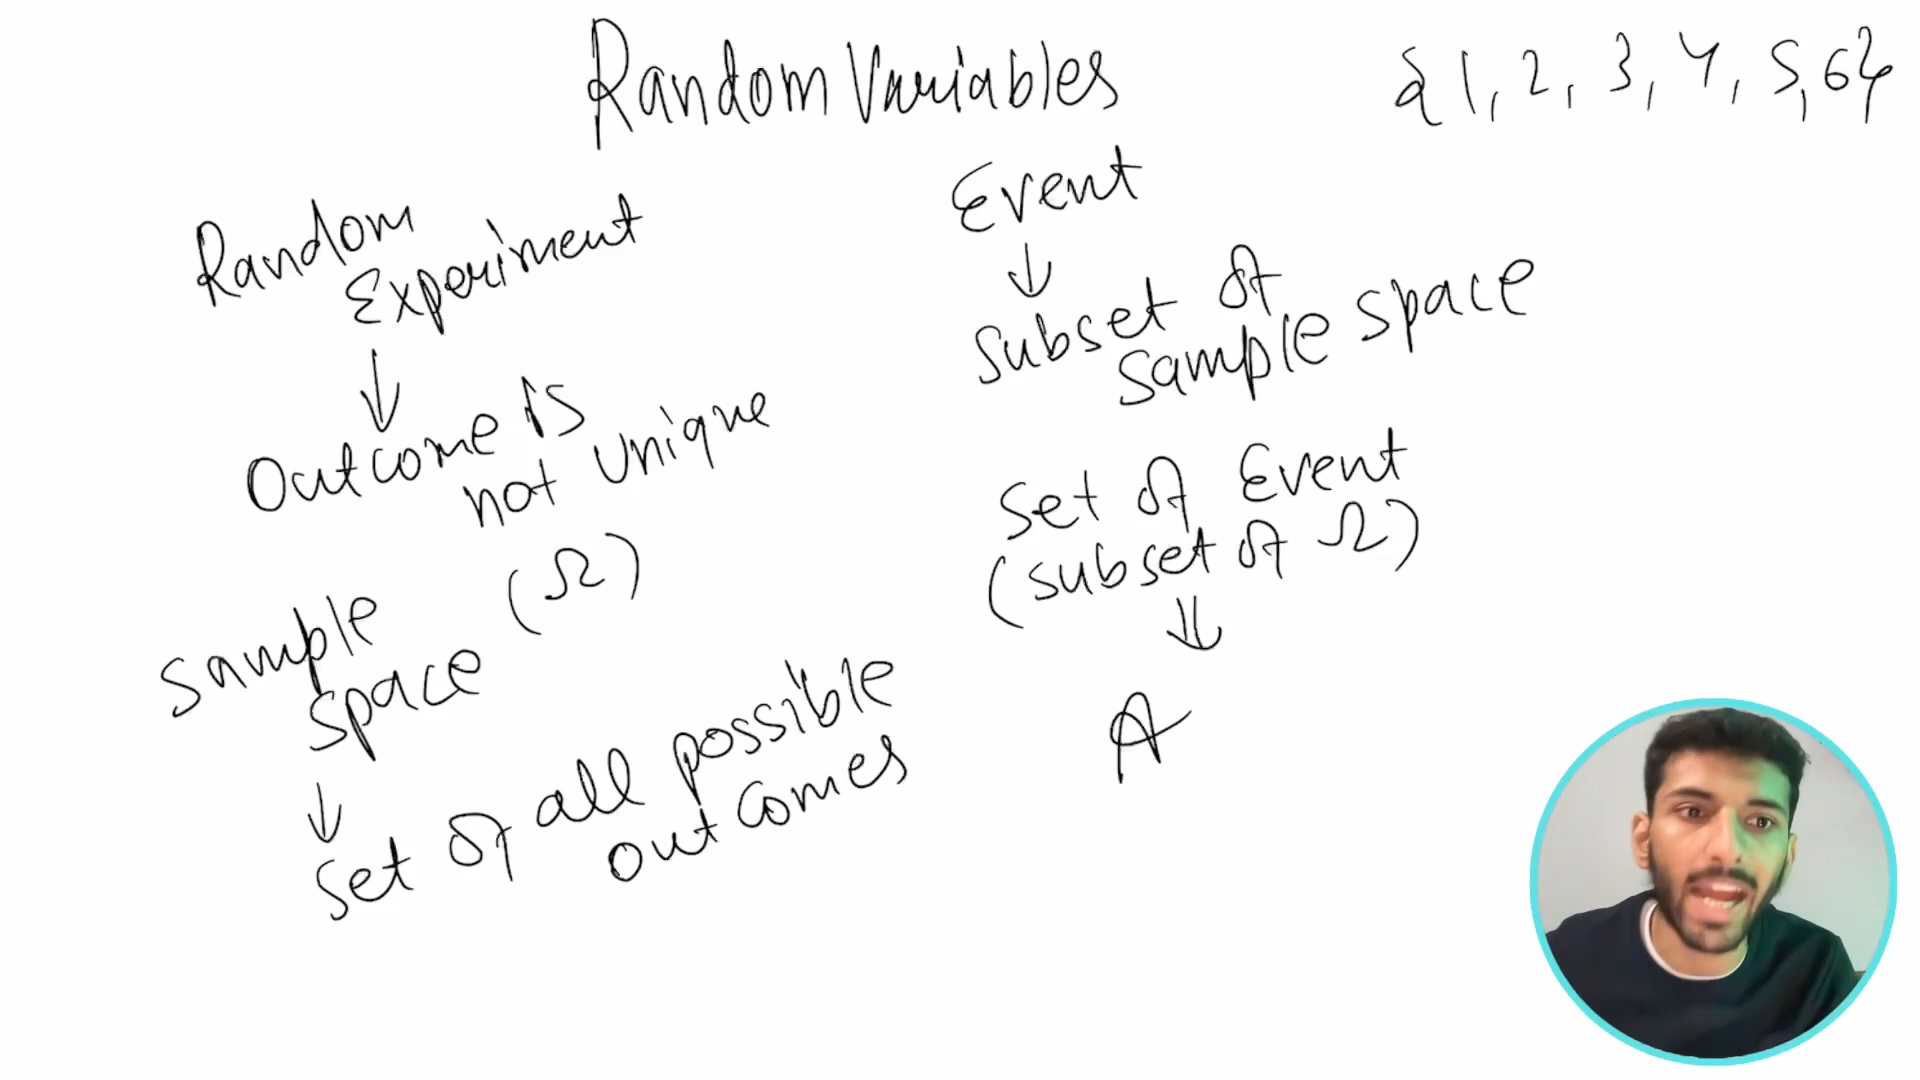 Random Variables
{1, 2, 3, 4, 5, 6}
Random
Experiment
↓
Outcome is
not unique
Sample (Ω)
space
↓
Set of all possible
outcomes
Event
↓
Subset of
sample space
Set of Event
(subset of Ω)
⇓
A